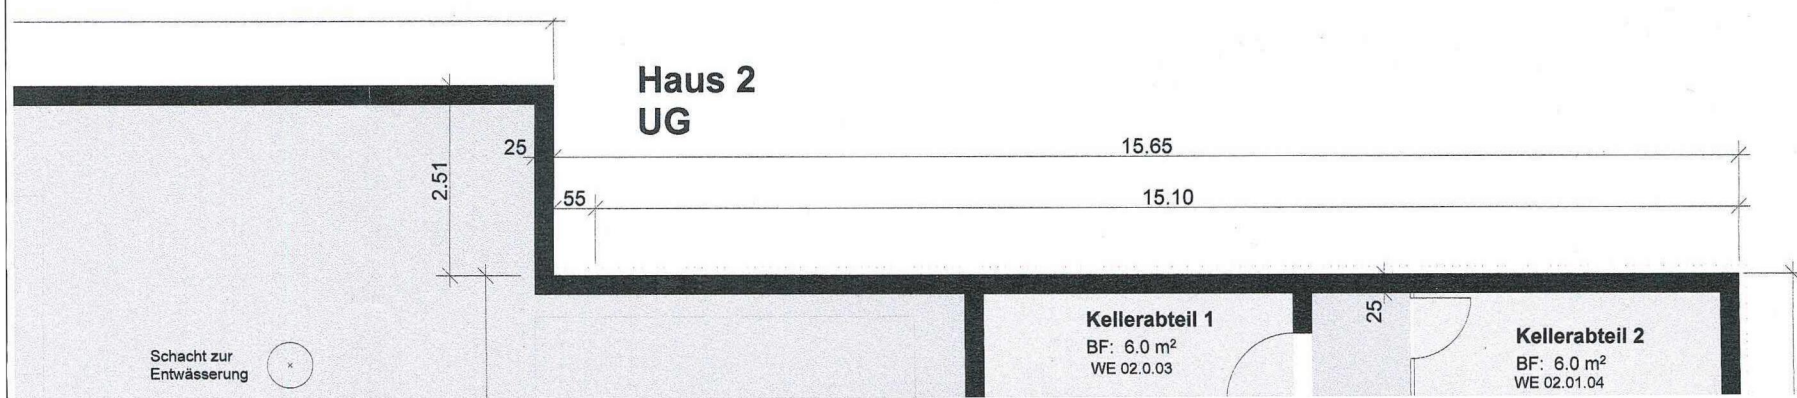 Haus 2
UG
25
15.65
2.51
55
15.10
25
Kellerabteil 1
BF: 6.0 m²
WE 02.0.03
Kellerabteil 2
BF: 6.0 m²
WE 02.01.04
Schacht zur
Entwässerung